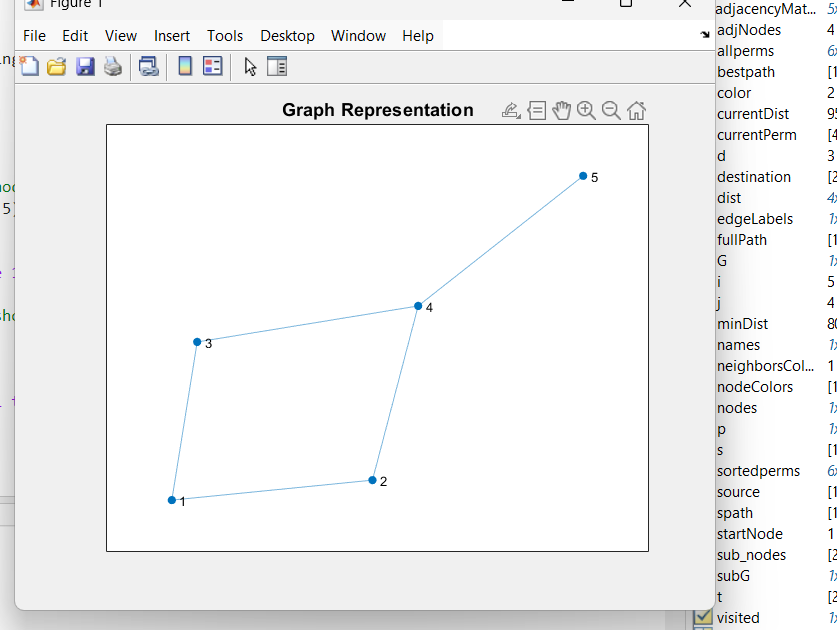 Figure 1
File Edit View Insert Tools Desktop Window Help
Graph Representation
5
4
3
2
1
adjacencyMat... 5
adjNodes 4
allperms 6
bestpath [1
color 2
currentDist 95
currentPerm [4
d 3
destination [2
dist 4
edgeLabels 1
fullPath [1
G 1
i 5
j 4
minDist 80
names 1
neighborsCol... 1
nodeColors [1
nodes 1
p 1
s [1
sortedperms 6
source [1
spath [1
startNode 1
sub_nodes [2
subG 1
t [2
visited 1